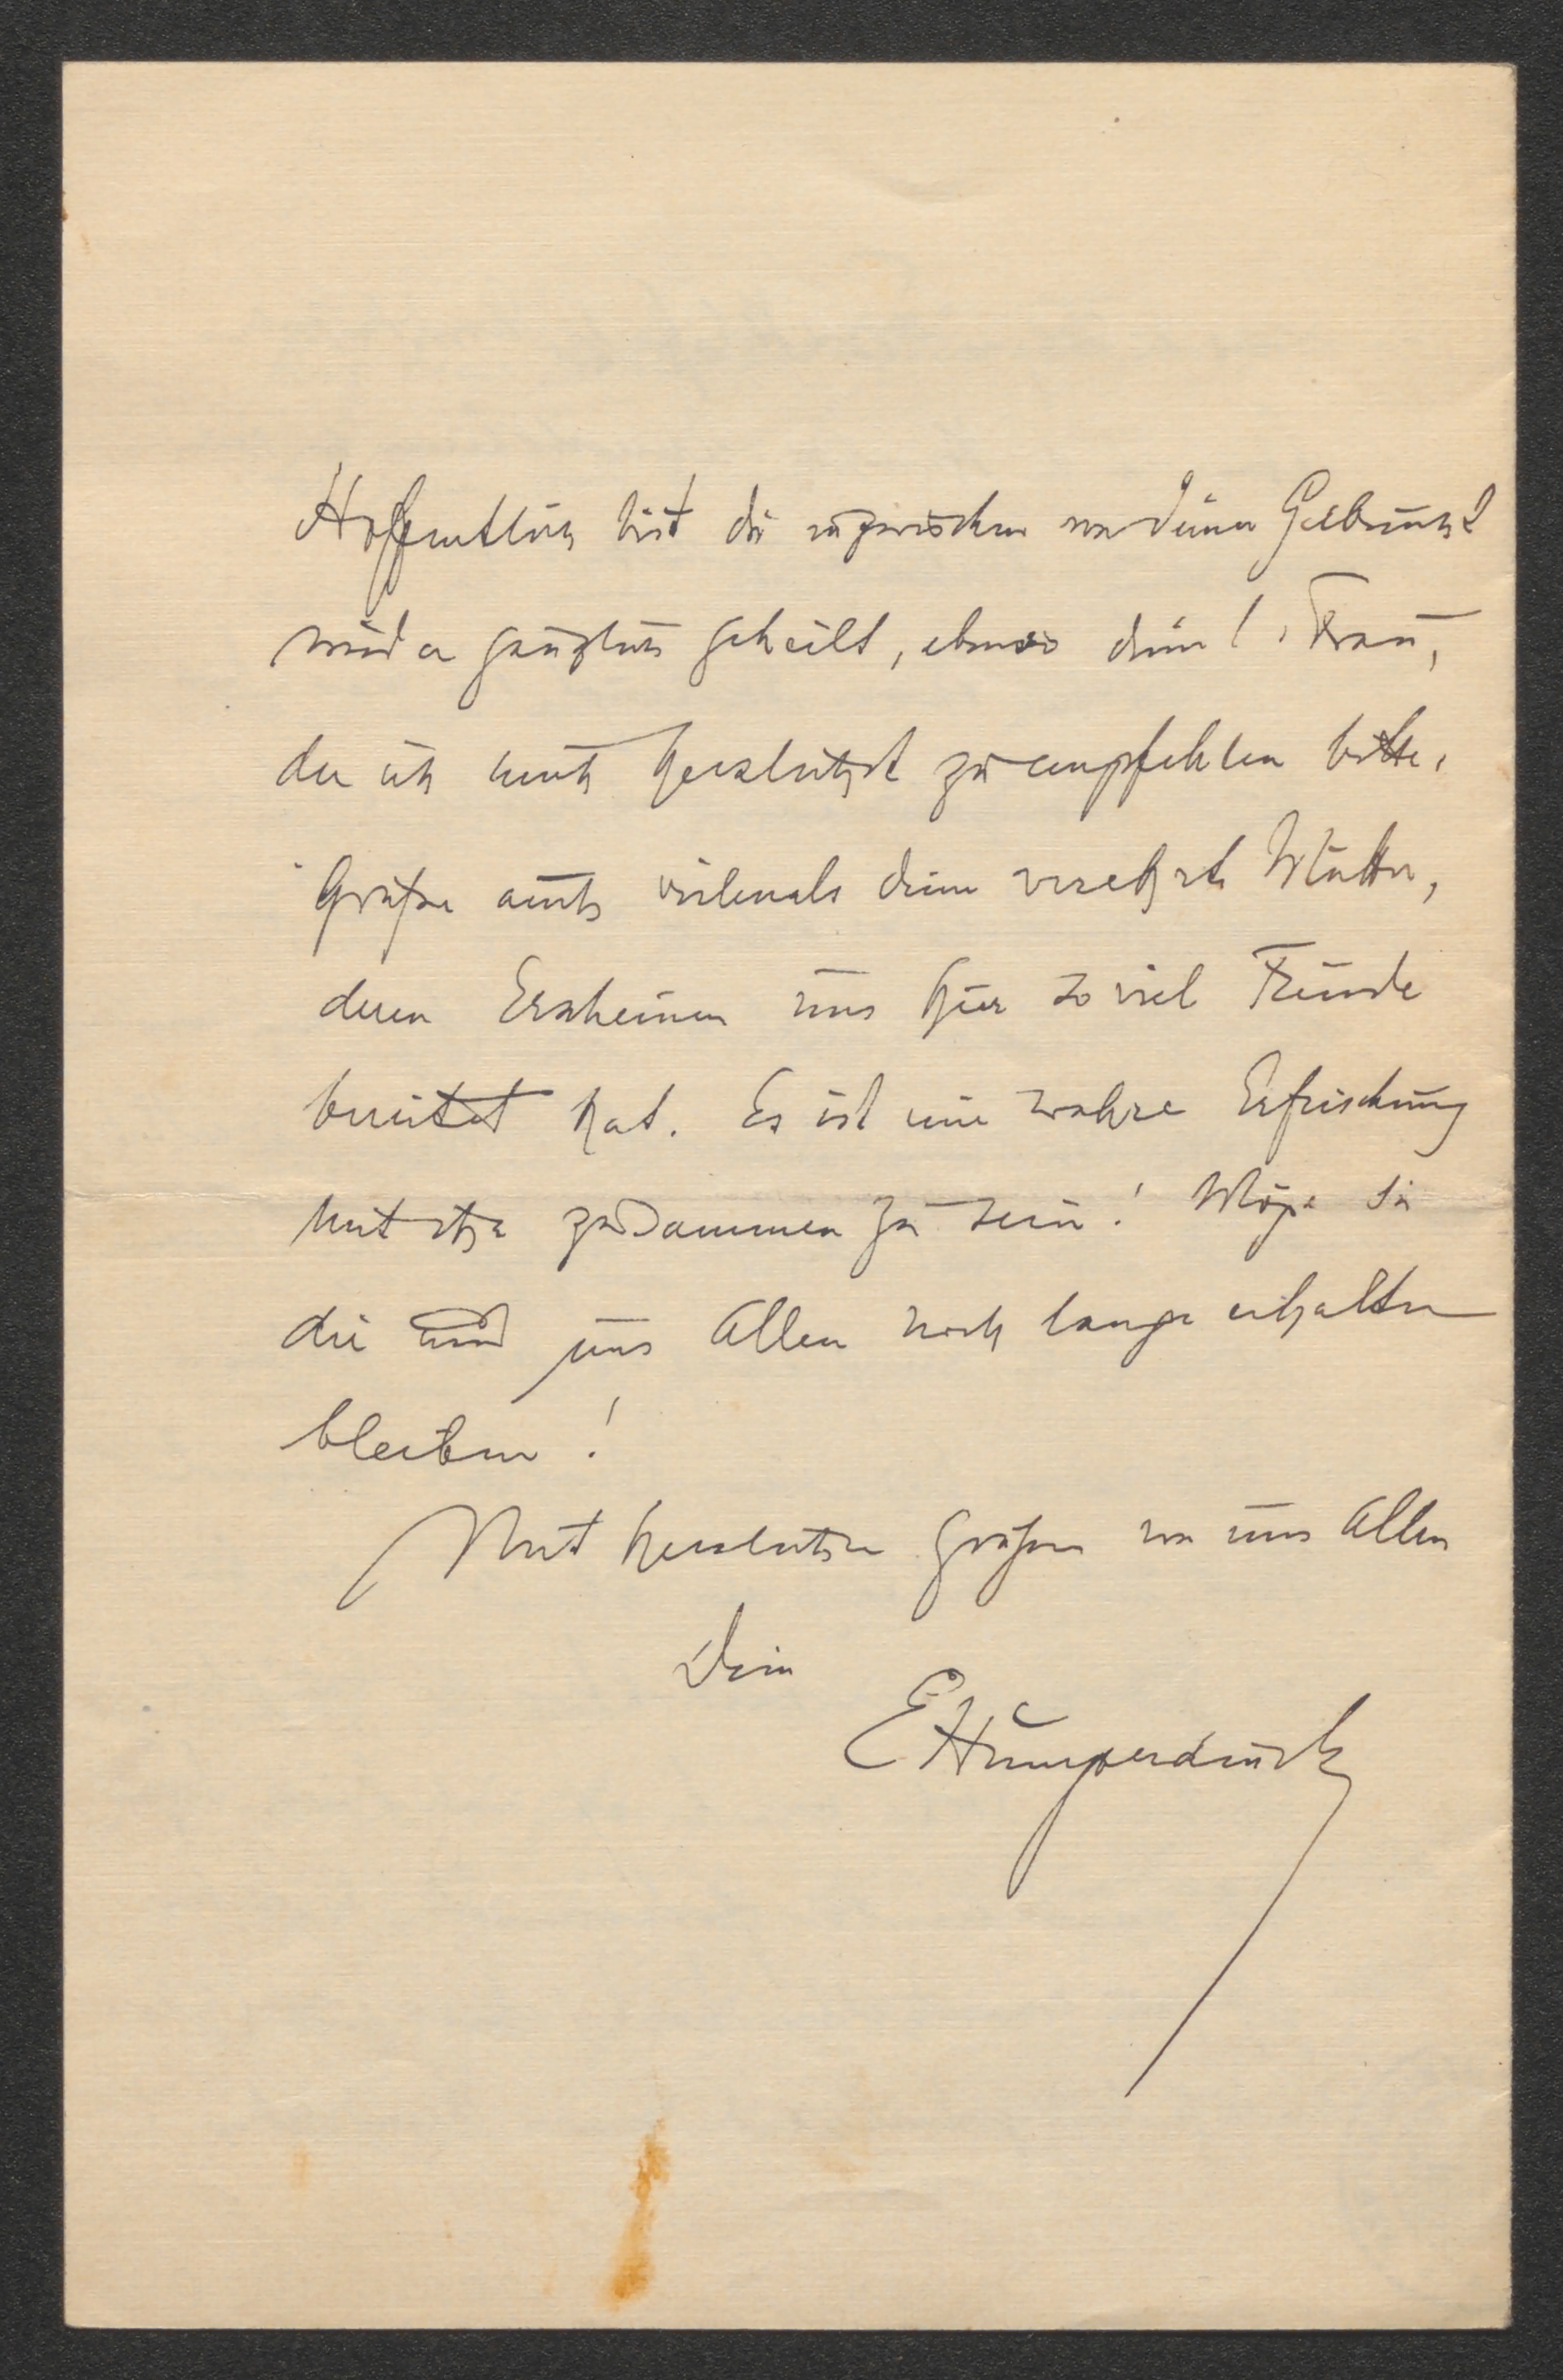 Hoffentlich bist du inzwischen von deiner Gelbsucht
wieder gänzlich geheilt, ebenso deine l. Frau,
der ich mich herzlichst zu empfehlen bitte.
Grüße auch vielmals deine verehrte Mutter,
deren Erscheinen uns hier so viel Freude
bereitet hat. Es ist eine wahre Erfrischung
mit ihr zusammen zu sein! Möge sie
dir und uns Allen noch lange erhalten
bleiben!
Mit herzlichen Grüßen von uns Allen
Dein
EHumperdinck